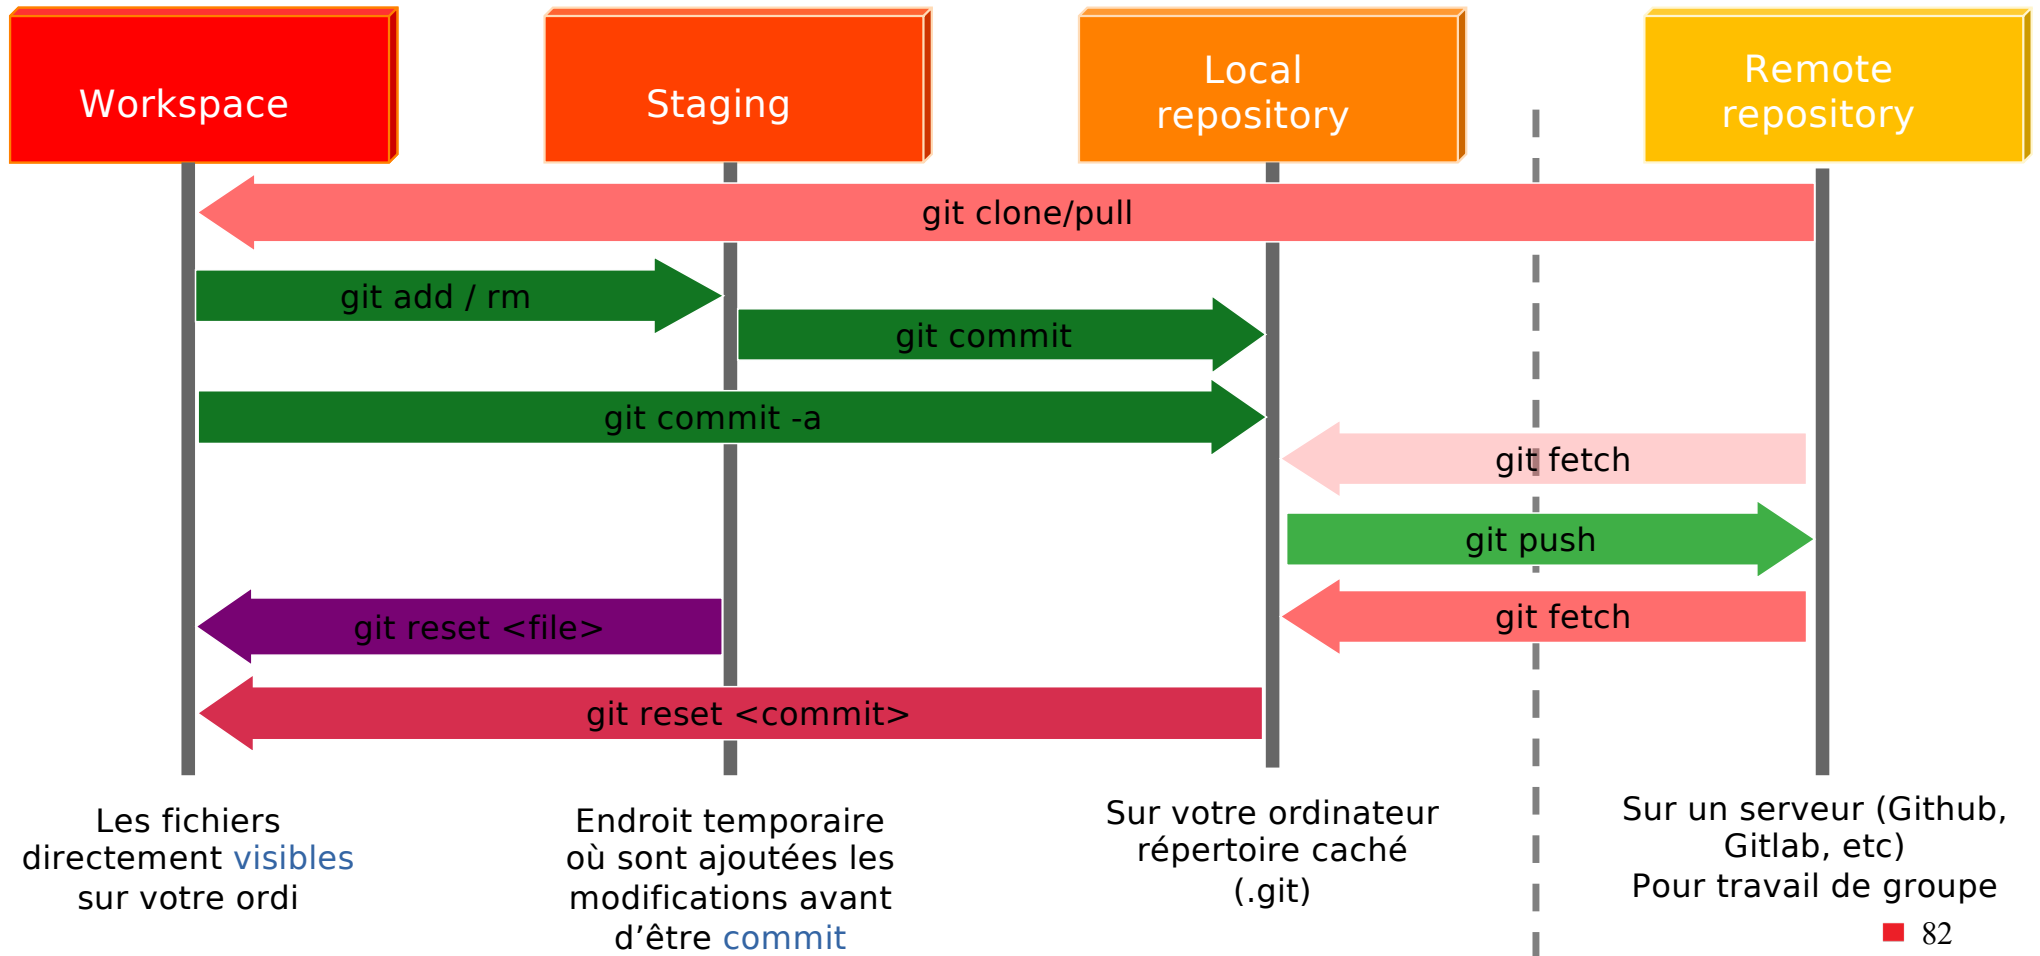 Workspace
Staging
Local
repository
Remote
repository
git clone/pull
git add / rm
git commit
git commit -a
git fetch
git push
git reset <file>
git fetch
git reset <commit>
Les fichiers
directement visibles
sur votre ordi
Endroit temporaire
où sont ajoutées les
modifications avant
d’être commit
Sur votre ordinateur
répertoire caché
(.git)
Sur un serveur (Github,
Gitlab, etc)
Pour travail de groupe
82